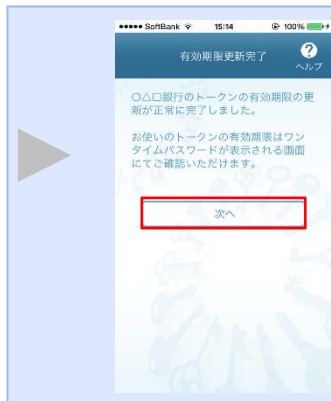 SoftBank 15:14 100%
有効期限更新完了
?
ヘルプ
○△□銀行のトークンの有効期限の更
新が正常に完了しました。
お使いのトークンの有効期限はワン
タイムパスワードが表示される画面
にてご確認いただけます。
次へ